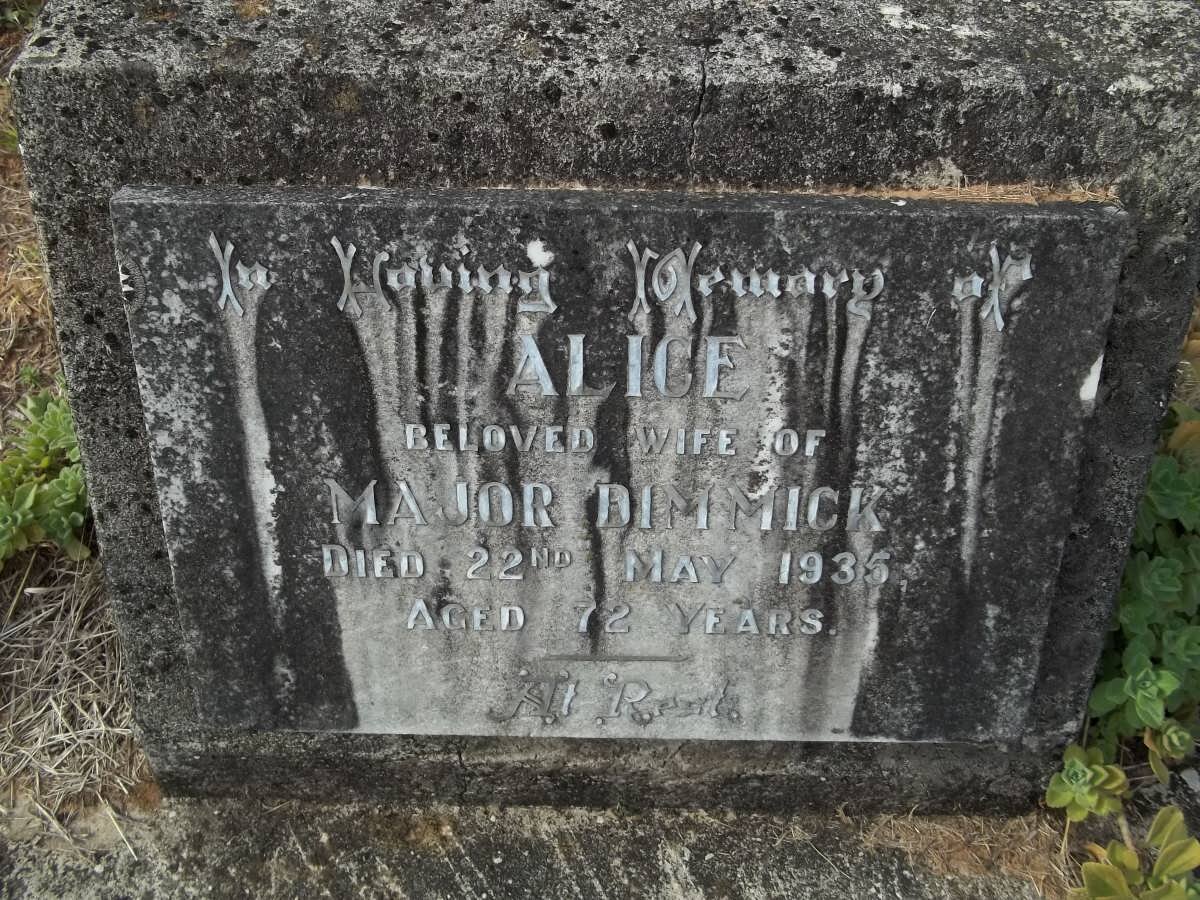 In Loving Memory of
ALICE
BELOVED WIFE OF
MAJOR DIMMICK
DIED 22ND MAY 1935,
AGED 72 YEARS.
At Rest.